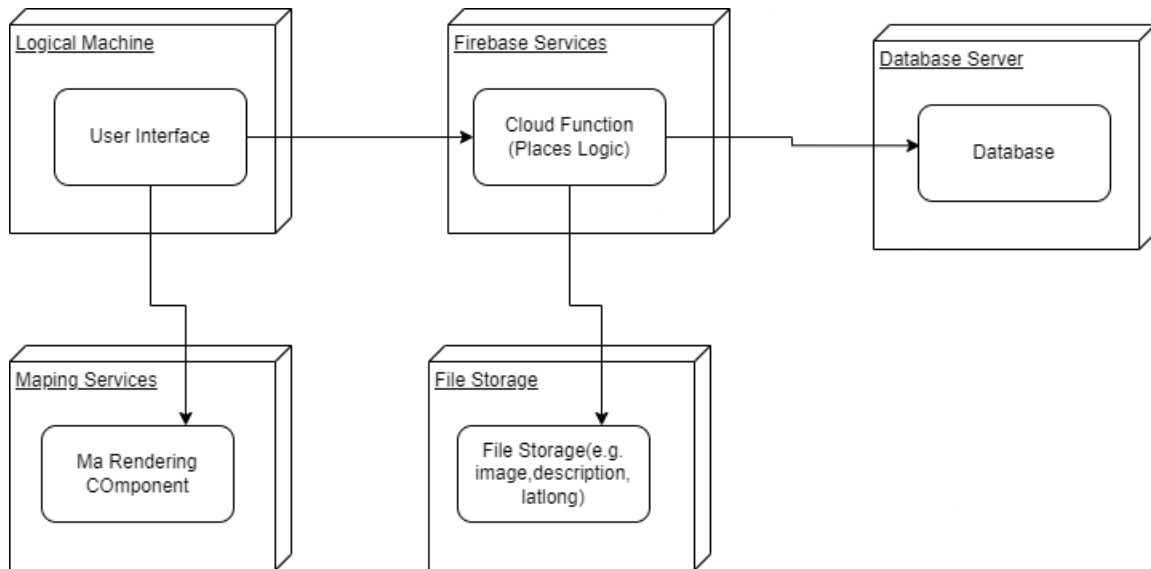 Logical Machine
User Interface
Firebase Services
Cloud Function
(Places Logic)
Database Server
Database
Maping Services
Ma Rendering
COmponent
File Storage
File Storage(e.g.
image,description,
latlong)